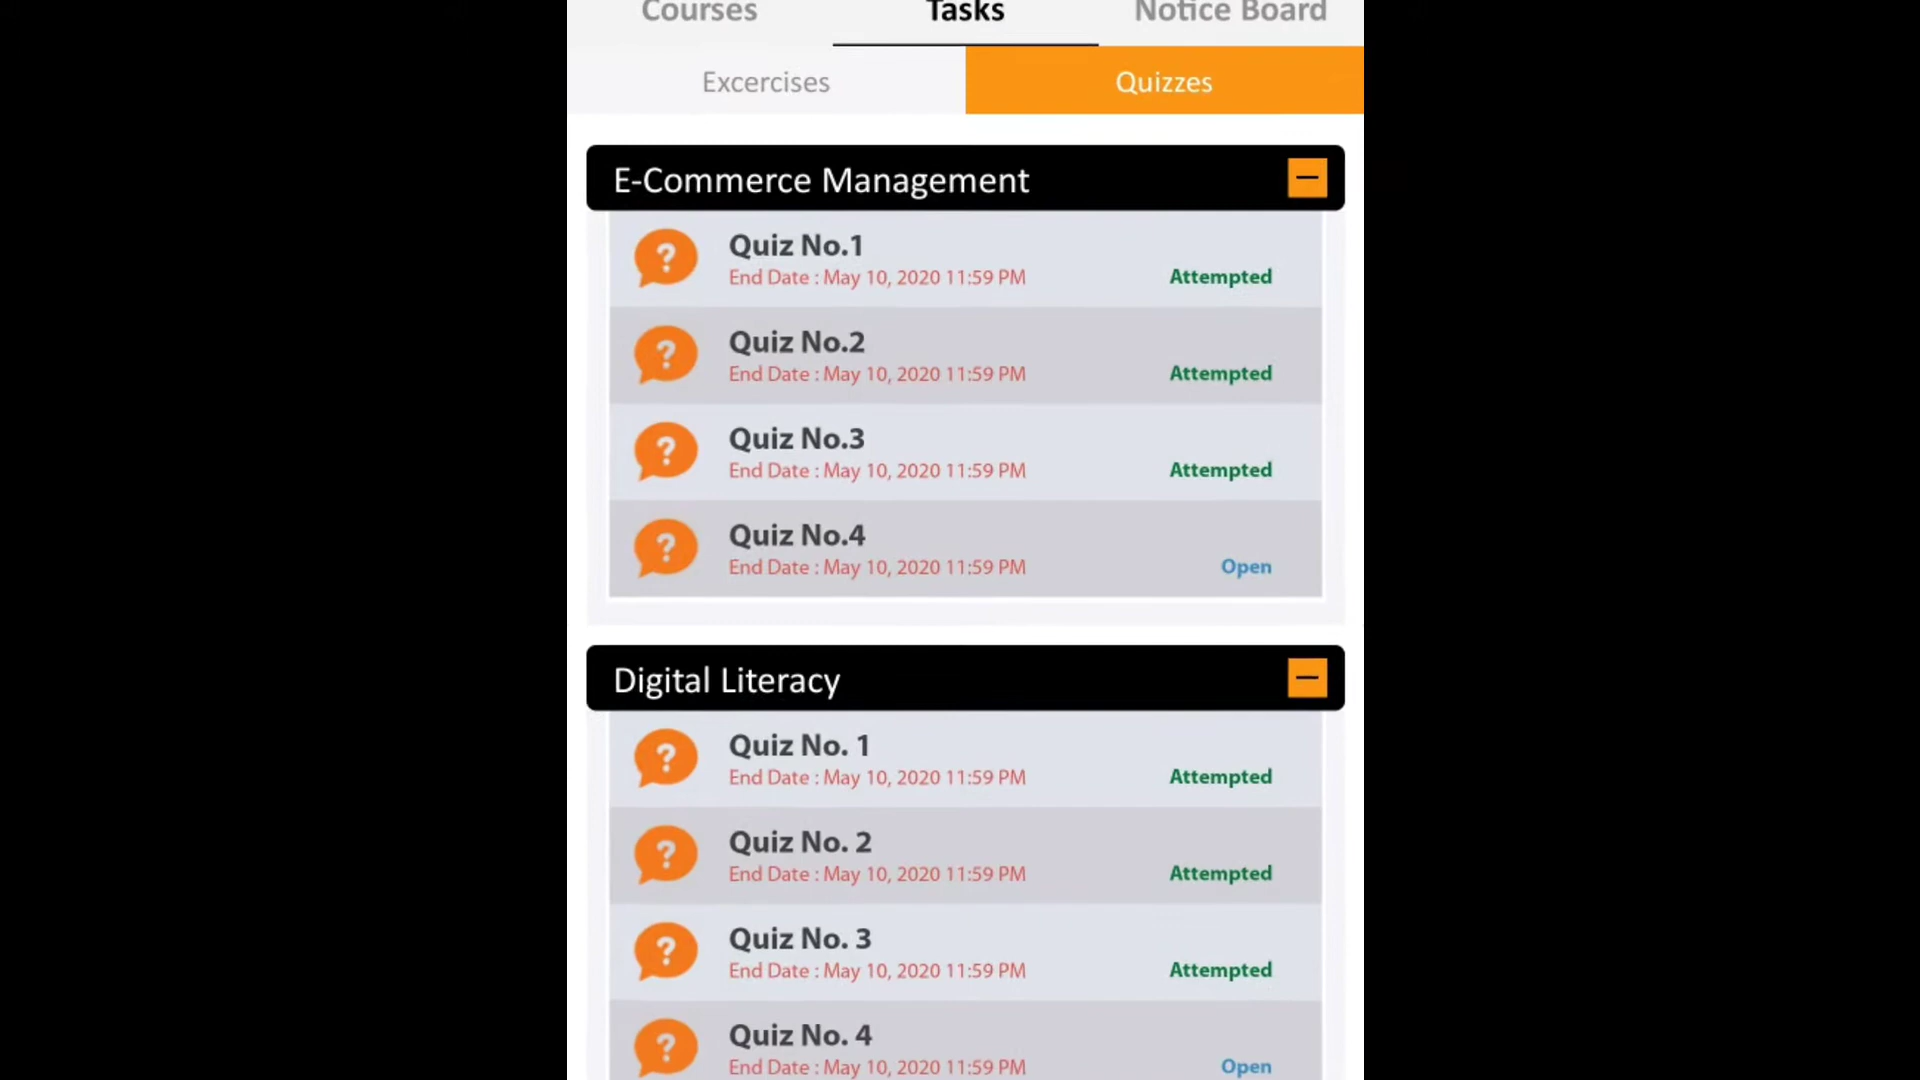 Courses Tasks Notice Board
Excercises Quizzes
E-Commerce Management
?
Quiz No.1
End Date : May 10, 2020 11:59 PM Attempted
?
Quiz No.2
End Date : May 10, 2020 11:59 PM Attempted
?
Quiz No.3
End Date : May 10, 2020 11:59 PM Attempted
?
Quiz No.4
End Date : May 10, 2020 11:59 PM Open
Digital Literacy
?
Quiz No. 1
End Date : May 10, 2020 11:59 PM Attempted
?
Quiz No. 2
End Date : May 10, 2020 11:59 PM Attempted
?
Quiz No. 3
End Date : May 10, 2020 11:59 PM Attempted
?
Quiz No. 4
End Date : May 10, 2020 11:59 PM Open